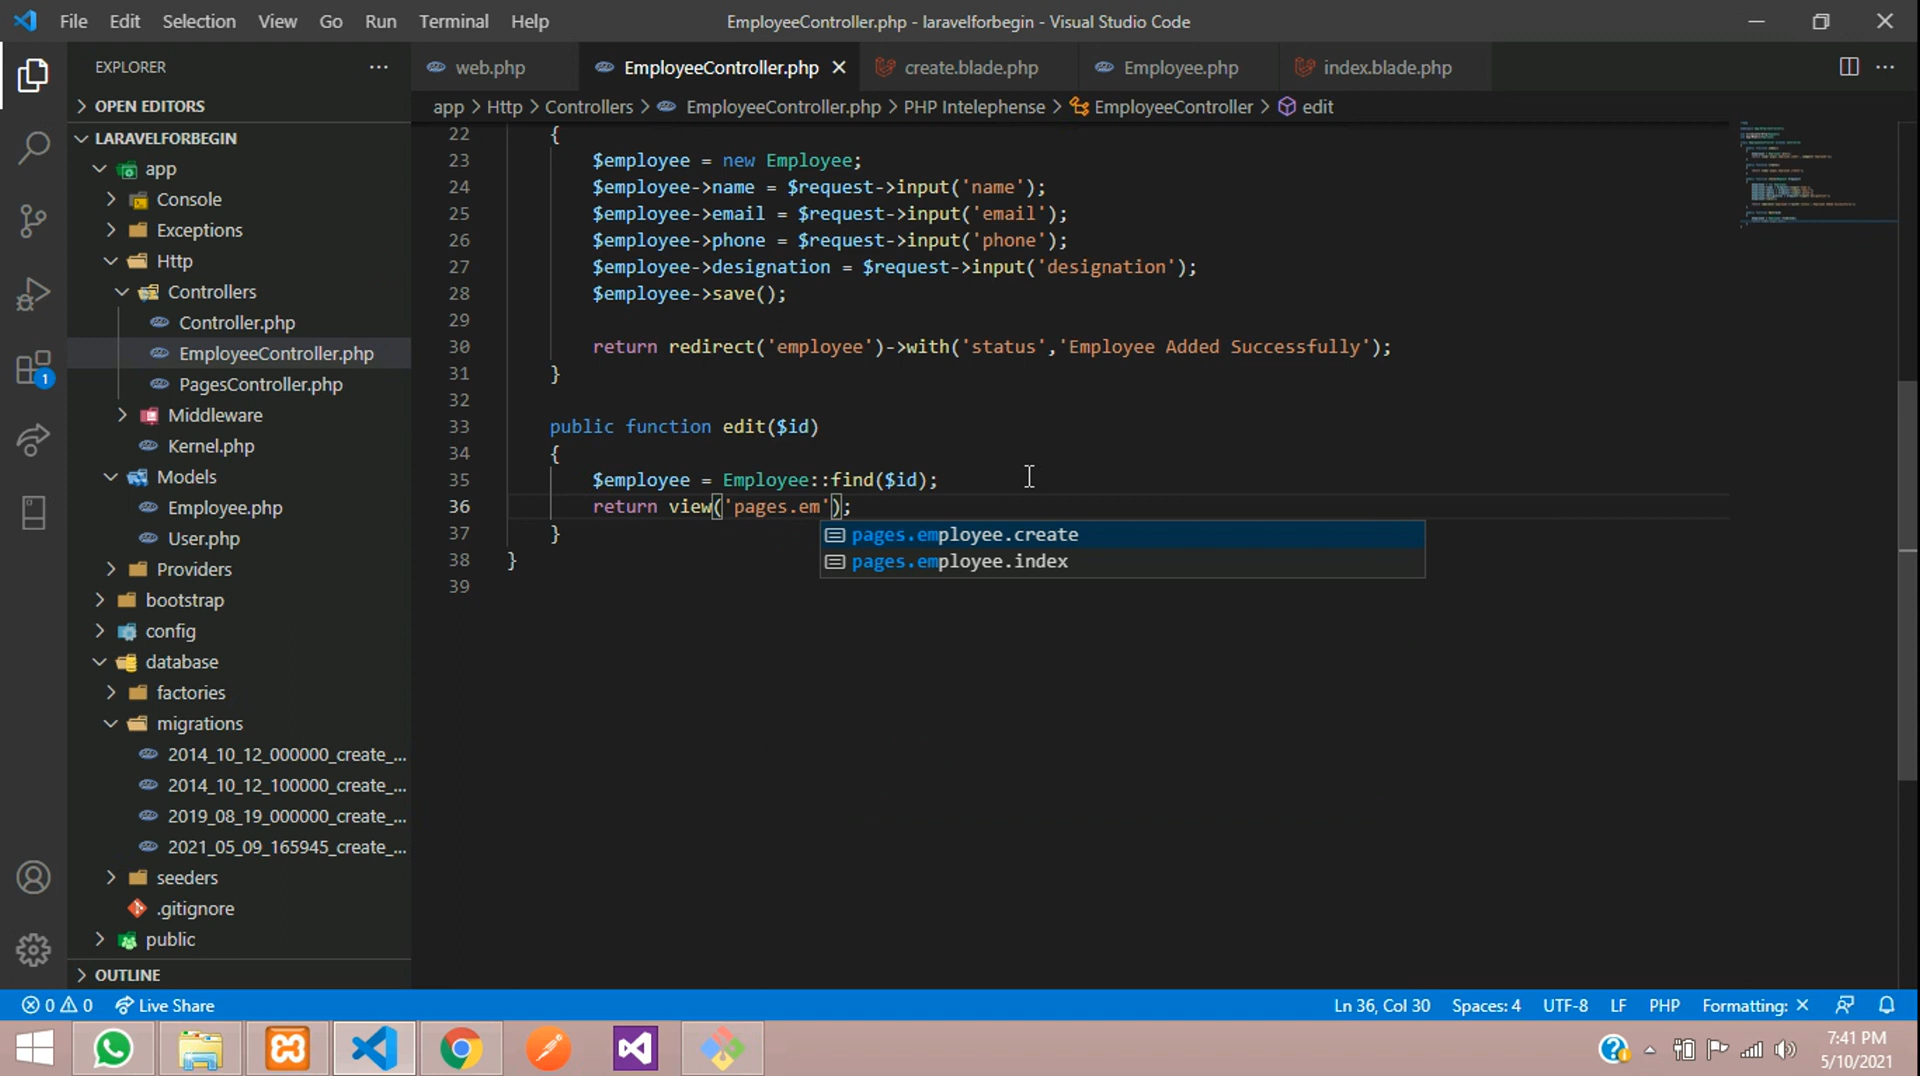 File Edit Selection View Go Run Terminal Help
EmployeeController.php - laravelforbegin - Visual Studio Code
EXPLORER
OPEN EDITORS
LARAVELFORBEGIN
app
Console
Exceptions
Http
Controllers
Controller.php
EmployeeController.php
PagesController.php
Middleware
Kernel.php
Models
Employee.php
User.php
Providers
bootstrap
config
database
factories
migrations
2014_10_12_000000_create_...
2014_10_12_100000_create_...
2019_08_19_000000_create_...
2021_05_09_165945_create_...
seeders
.gitignore
public
OUTLINE
1
web.php EmployeeController.php create.blade.php Employee.php index.blade.php
app > Http > Controllers > EmployeeController.php > PHP Intelephense > EmployeeController > edit
22 {
23 $employee = new Employee;
24 $employee->name = $request->input('name');
25 $employee->email = $request->input('email');
26 $employee->phone = $request->input('phone');
27 $employee->designation = $request->input('designation');
28 $employee->save();
29
30 return redirect('employee')->with('status','Employee Added Successfully');
31 }
32
33 public function edit($id)
34 {
35 $employee = Employee::find($id);
36 return view('pages.em');
37 }
38 }
39
pages.employee.create
pages.employee.index
0 0 Live Share
Ln 36, Col 30 Spaces: 4 UTF-8 LF PHP Formatting: ×
7:41 PM
5/10/2021